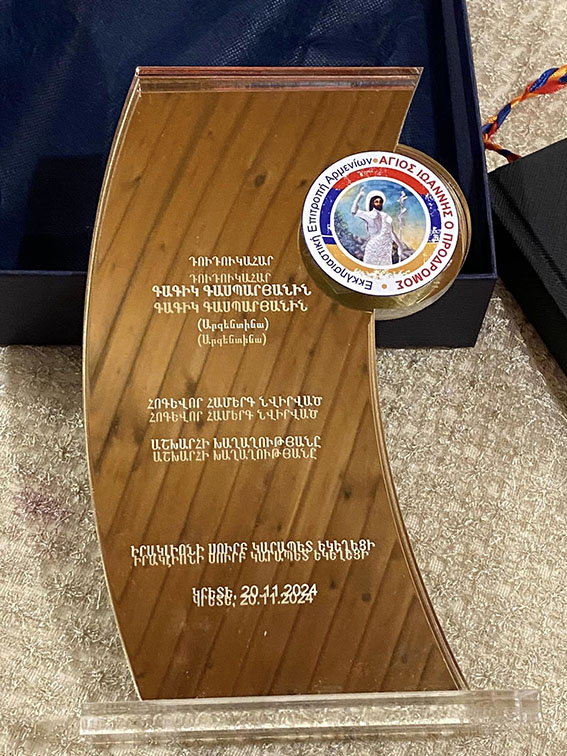 Εκκλησιαστική Επιτροπή Αρμενίων • ΑΓΙΟΣ ΙΩΑΝΝΗΣ Ο ΠΡΟΔΡΟΜΟΣ •
ԴՈՒԴՈՒԿԱՀԱՐ
ԳԱԳԻԿ ԳԱՍՊԱՐՅԱՆԻՆ
(Արգենտինա)
ՀՈԳԵՎՈՐ ՀԱՄԵՐԳ ՆՎԻՐՎԱԾ
ԱՇԽԱՐՀԻ ԽԱՂԱՂՈՒԹՅԱՆԸ
ԻՐԱԿԼԻՈՆԻ ՍՈՒՐԲ ԿԱՐԱՊԵՏ ԵԿԵՂԵՑԻ
ԿՐԵՏԵ, 20.11.2024